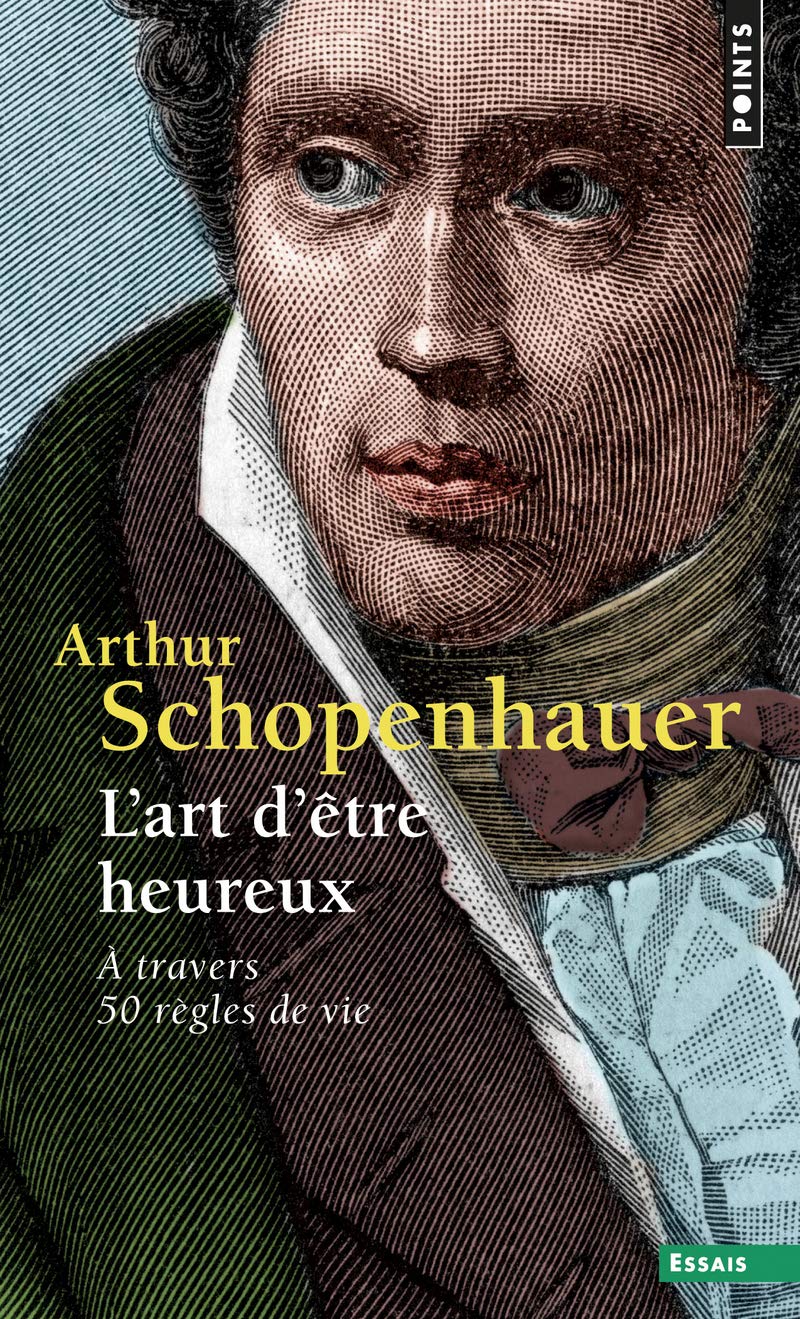 POINTS
Arthur
Schopenhauer
L'art d'être
heureux
À travers
50 règles de vie
ESSAIS